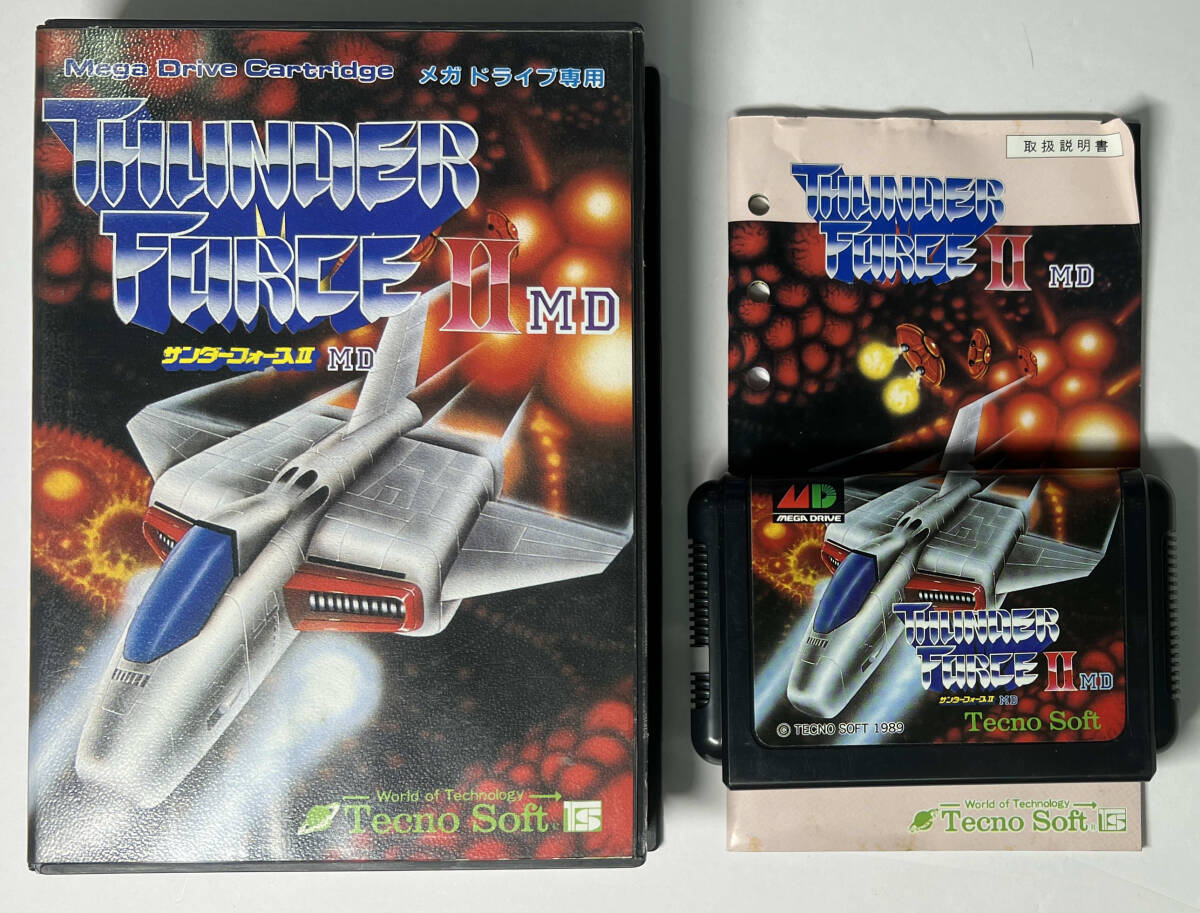 Mega Drive Cartridge メガドライブ専用
THUNDER
FORCE II MD
サンダーフォースII MD
World of Technology
Tecno Soft TS
取扱説明書
THUNDER
FORCE II MD
MD
MEGA DRIVE
THUNDER
FORCE II MD
サンダーフォースII MD
© TECNO SOFT 1989 Tecno Soft
World of Technology
Tecno Soft TS